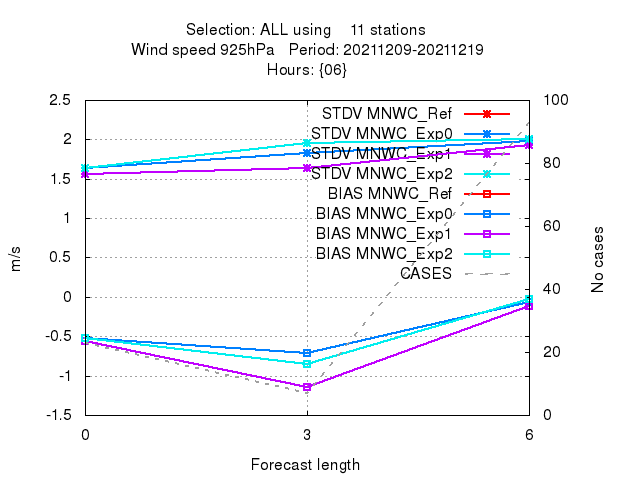 Selection: ALL using    11 stations
Wind speed 925hPa   Period: 20211209-20211219
Hours: {06}
STDV MNWC_Ref
STDV MNWC_Exp0
STDV MNWC_Exp1
STDV MNWC_Exp2
BIAS MNWC_Ref
BIAS MNWC_Exp0
BIAS MNWC_Exp1
BIAS MNWC_Exp2
CASES
2.5
2
1.5
1
0.5
0
-0.5
-1
-1.5
m/s
100
80
60
40
20
0
No cases
0 3 6
Forecast length